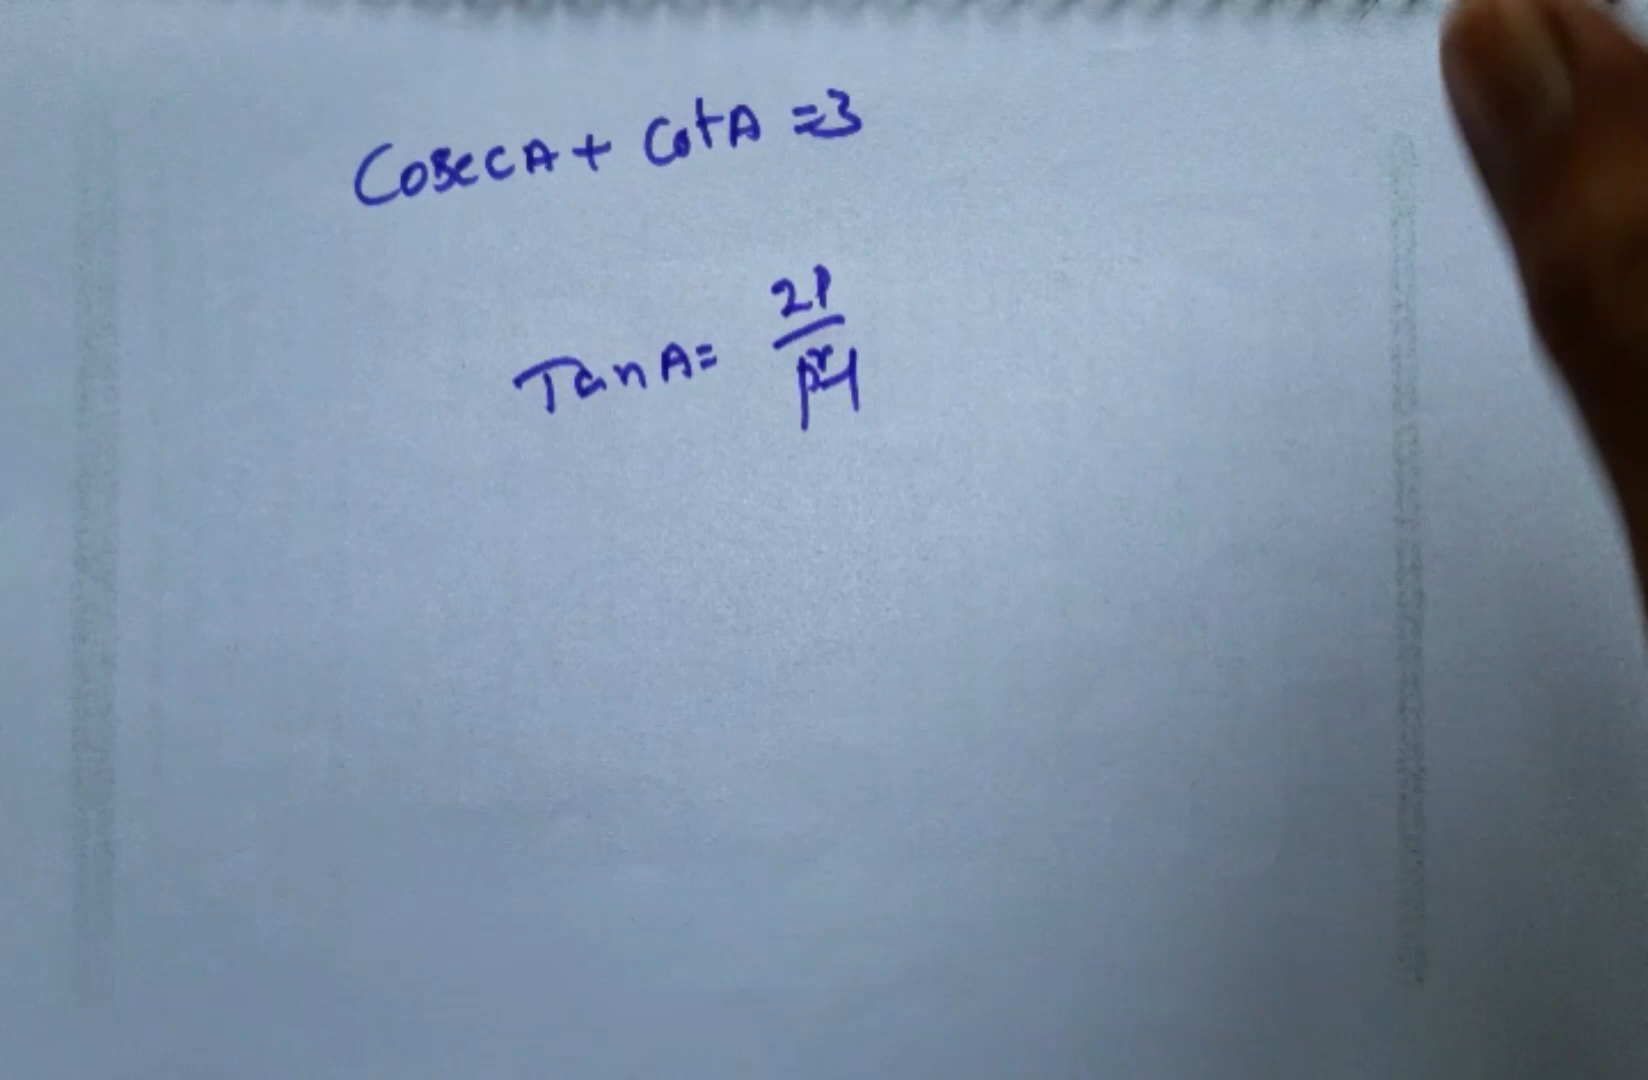 CosecA + CotA = 3
TanA = 2P/P²-1